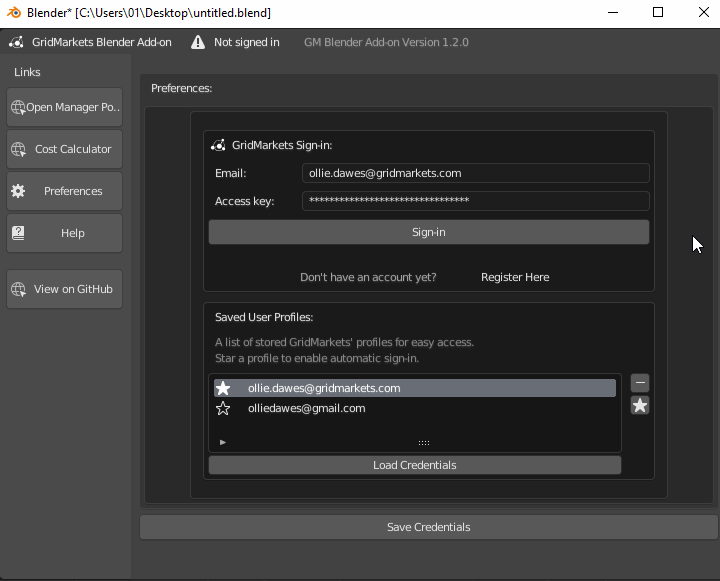 Blender* [C:\Users\01\Desktop\untitled.blend]
GridMarkets Blender Add-on Not signed in GM Blender Add-on Version 1.2.0
Links
Open Manager Po..
Cost Calculator
Preferences
Help
View on GitHub
Preferences:
GridMarkets Sign-in:
Email: ollie.dawes@gridmarkets.com
Access key: ********************************
Sign-in
Don't have an account yet? Register Here
Saved User Profiles:
A list of stored GridMarkets' profiles for easy access.
Star a profile to enable automatic sign-in.
ollie.dawes@gridmarkets.com
olliedawes@gmail.com
Load Credentials
Save Credentials